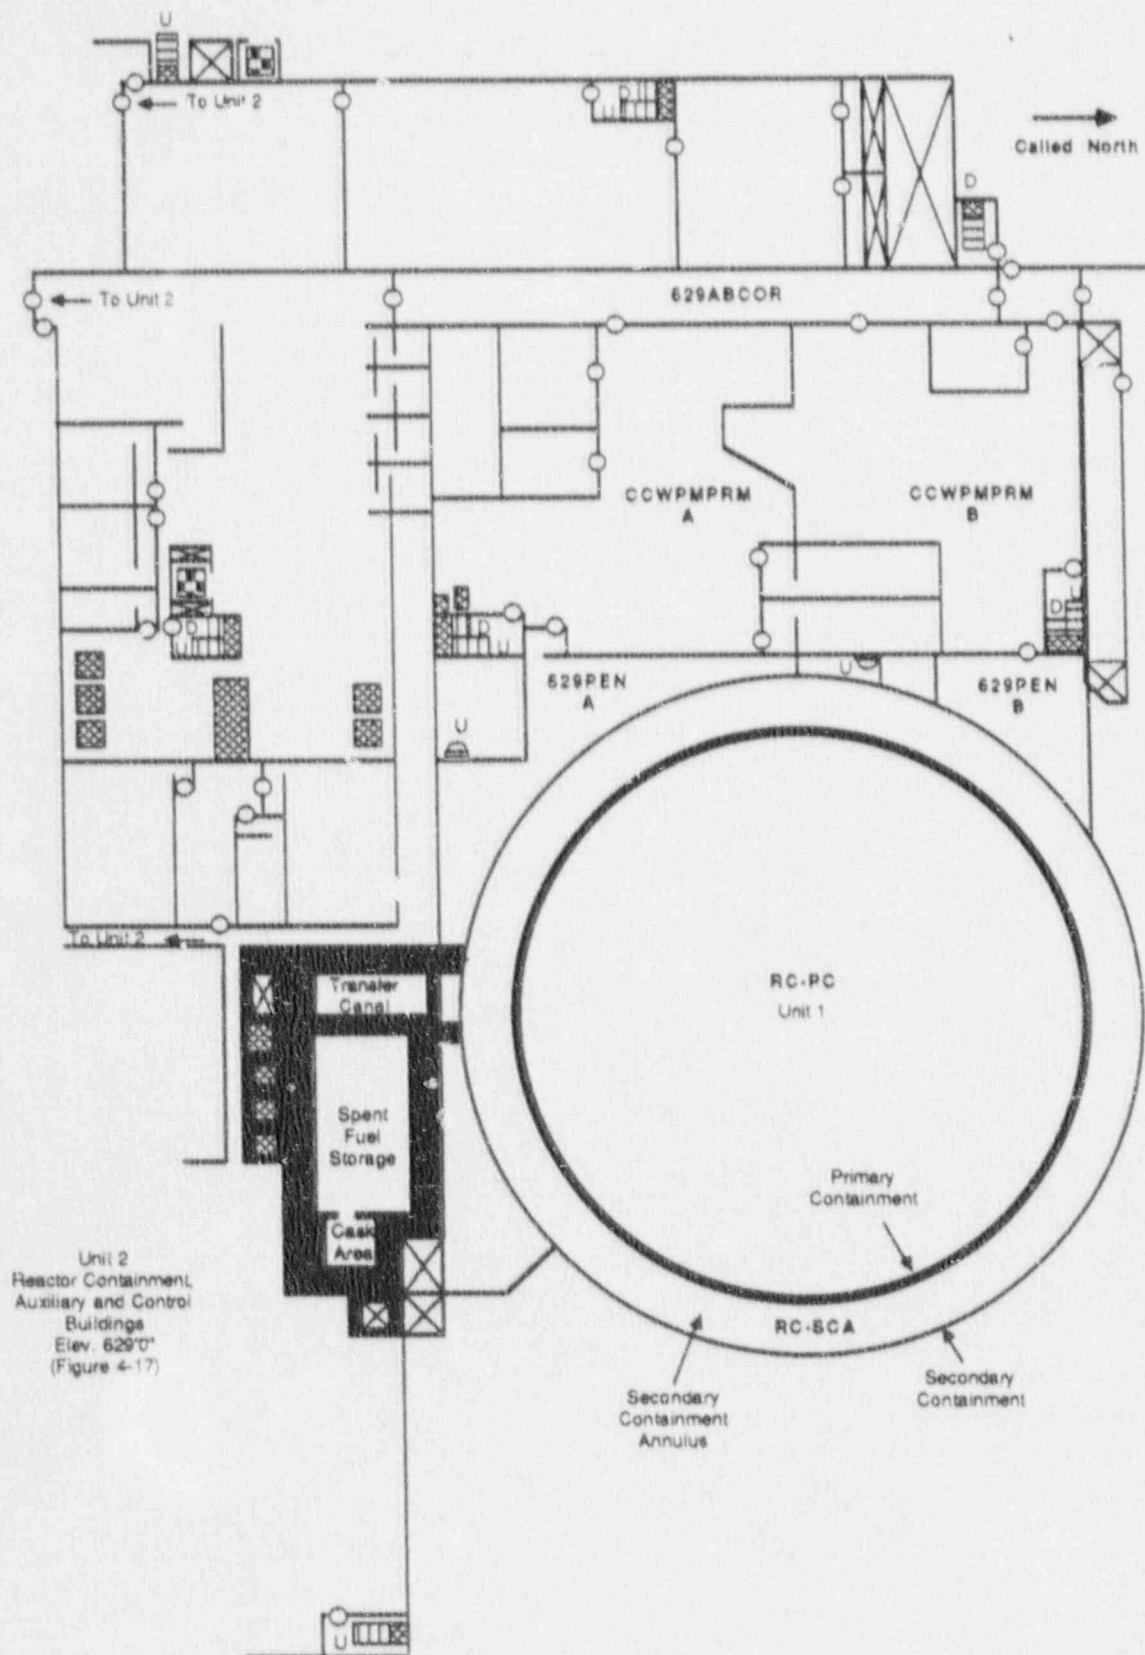 U
To Unit 2
D
U
Called North
D
To Unit 2
629ABCOR
CCWPMPRM
A
CCWPMPRM
B
D
U
D
U
D
U
629PEN
A
U
629PEN
B
U
To Unit 2
Transfer
Canal
RC-PC
Unit 1
Spent
Fuel
Storage
Primary
Containment
Cask
Area
Unit 2
Reactor Containment,
Auxiliary and Control
Buildings
Elev. 629'0"
(Figure 4-17)
RC-SCA
Secondary
Containment
Annulus
Secondary
Containment
U